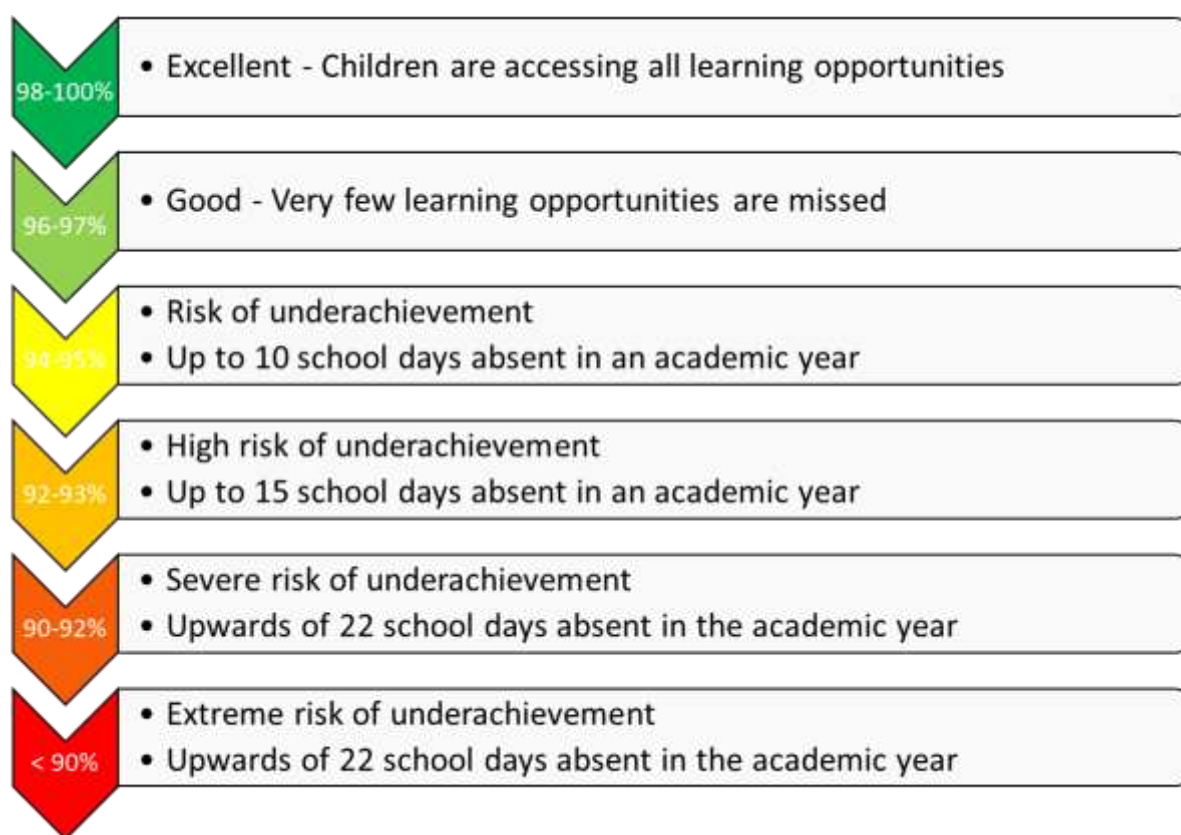 98-100%
• Excellent - Children are accessing all learning opportunities
96-97%
• Good - Very few learning opportunities are missed
94-95%
• Risk of underachievement
• Up to 10 school days absent in an academic year
92-93%
• High risk of underachievement
• Up to 15 school days absent in an academic year
90-92%
• Severe risk of underachievement
• Upwards of 22 school days absent in the academic year
< 90%
• Extreme risk of underachievement
• Upwards of 22 school days absent in the academic year